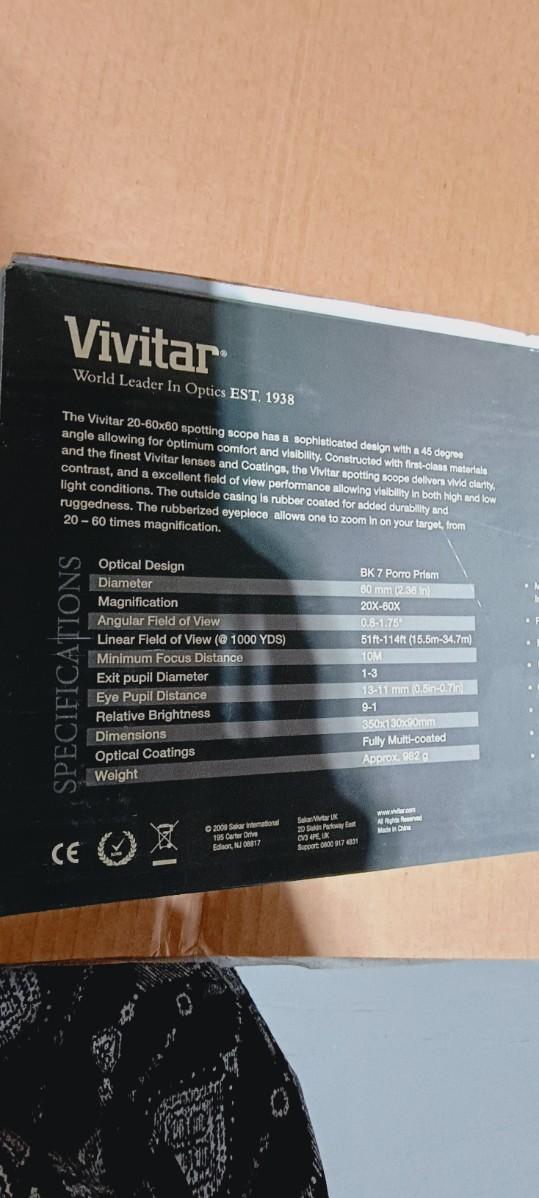 Vivitar®
World Leader In Optics EST. 1938
The Vivitar 20-60x60 spotting scope has a sophisticated design with a 45 degree
angle allowing for optimum comfort and visibility. Constructed with first-class materials
and the finest Vivitar lenses and Coatings, the Vivitar spotting scope delivers vivid clarity,
contrast, and a excellent field of view performance allowing visibility in both high and low
light conditions. The outside casing is rubber coated for added durability and
ruggedness. The rubberized eyepiece allows one to zoom in on your target, from
20 – 60 times magnification.
SPECIFICATIONS
Optical Design BK 7 Porro Prism
Diameter 60 mm (2.36 in)
Magnification 20X-60X
Angular Field of View 0.8-1.75°
Linear Field of View (@ 1000 YDS) 51ft-114ft (15.5m-34.7m)
Minimum Focus Distance 10M
Exit pupil Diameter 1-3
Eye Pupil Distance 13-11 mm (0.5in-0.7in)
Relative Brightness 9-1
Dimensions 350x130x90mm
Optical Coatings Fully Multi-coated
Weight Approx. 982 g
CE
© 2009 Sakar International
195 Carter Drive
Edison, NJ 08817
Sakar/Vivitar UK
2D Siskin Parkway East
CV3 4PE, UK
Support: 0800 917 4831
www.vivitar.com
All Rights Reserved
Made in China